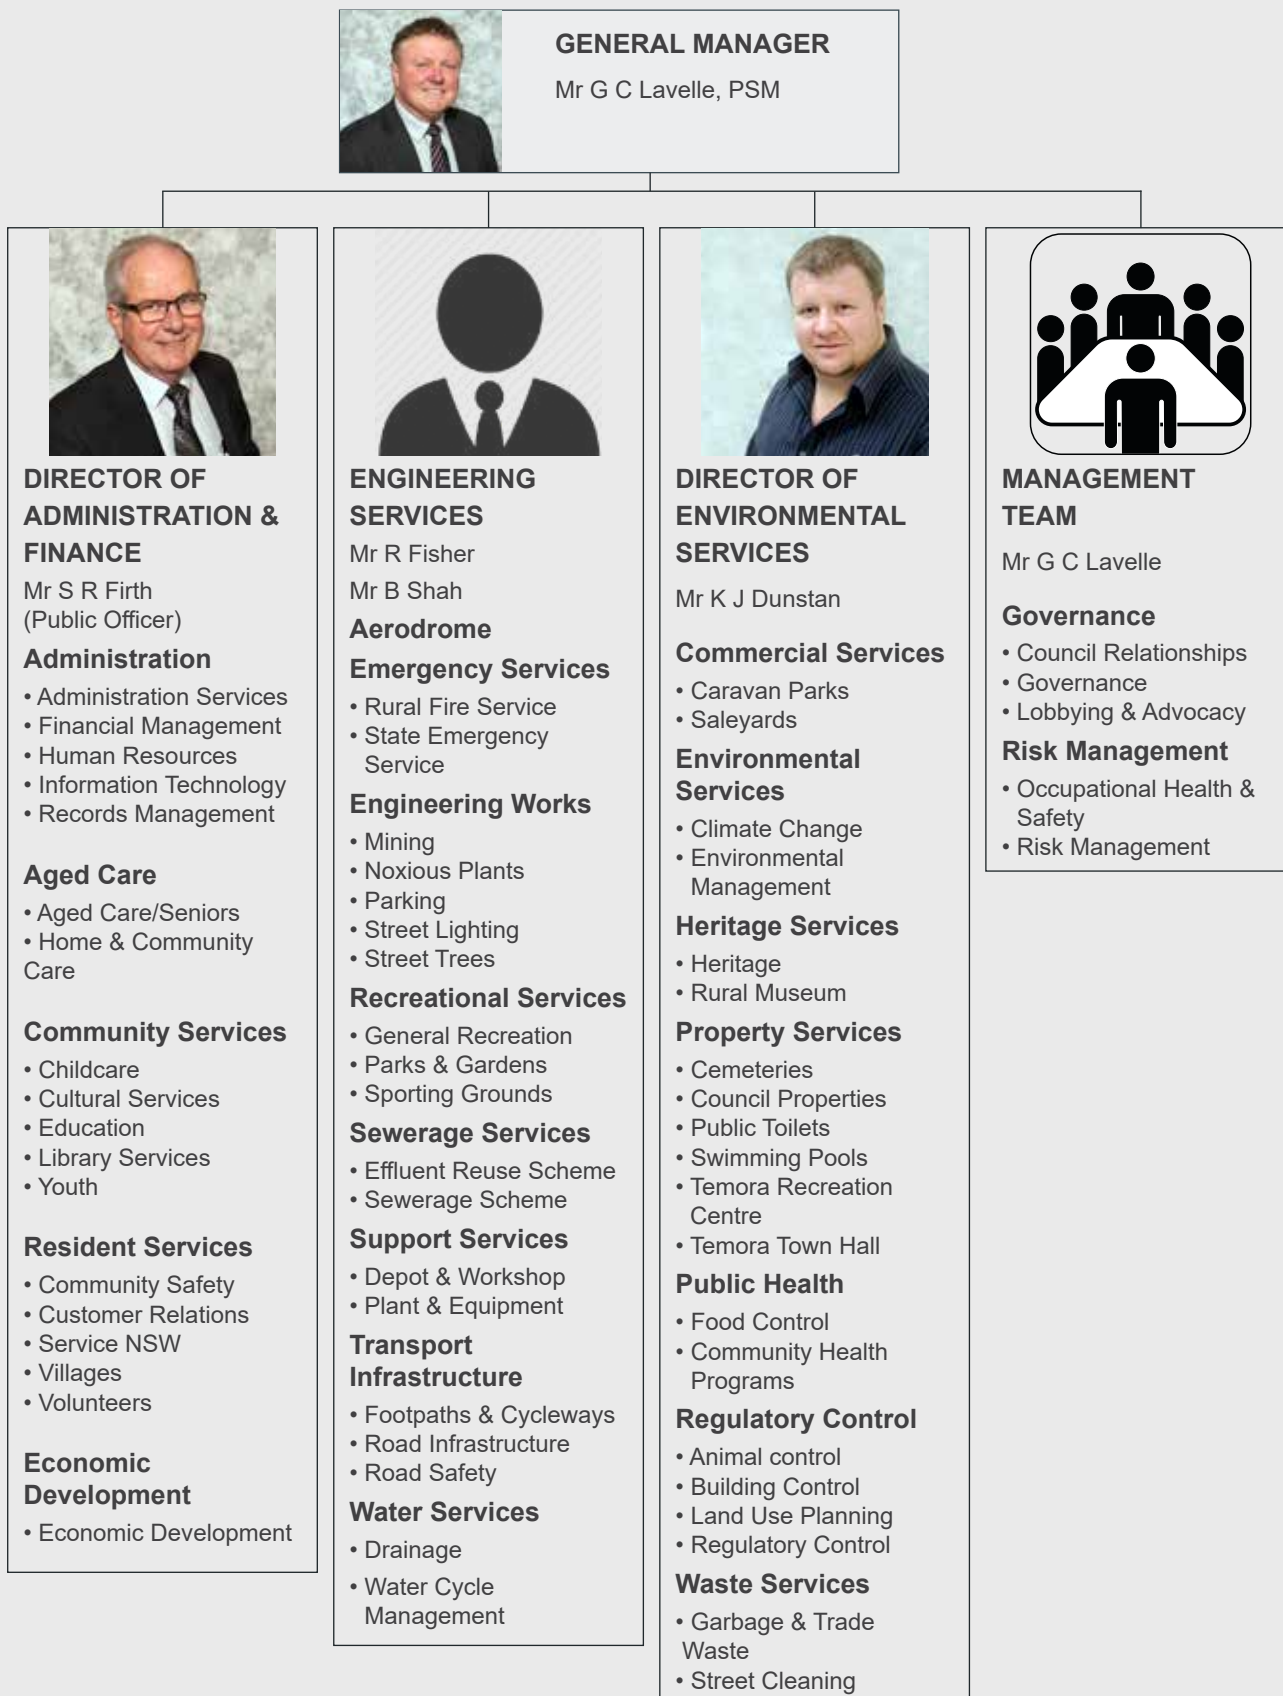 GENERAL MANAGER
Mr G C Lavelle, PSM
DIRECTOR OF
ADMINISTRATION &
FINANCE
Mr S R Firth
(Public Officer)
Administration
• Administration Services
• Financial Management
• Human Resources
• Information Technology
• Records Management
Aged Care
• Aged Care/Seniors
• Home & Community
Care
Community Services
• Childcare
• Cultural Services
• Education
• Library Services
• Youth
Resident Services
• Community Safety
• Customer Relations
• Service NSW
• Villages
• Volunteers
Economic
Development
• Economic Development
ENGINEERING
SERVICES
Mr R Fisher
Mr B Shah
Aerodrome
Emergency Services
• Rural Fire Service
• State Emergency
Service
Engineering Works
• Mining
• Noxious Plants
• Parking
• Street Lighting
• Street Trees
Recreational Services
• General Recreation
• Parks & Gardens
• Sporting Grounds
Sewerage Services
• Effluent Reuse Scheme
• Sewerage Scheme
Support Services
• Depot & Workshop
• Plant & Equipment
Transport
Infrastructure
• Footpaths & Cycleways
• Road Infrastructure
• Road Safety
Water Services
• Drainage
• Water Cycle
Management
DIRECTOR OF
ENVIRONMENTAL
SERVICES
Mr K J Dunstan
Commercial Services
• Caravan Parks
• Saleyards
Environmental
Services
• Climate Change
• Environmental
Management
Heritage Services
• Heritage
• Rural Museum
Property Services
• Cemeteries
• Council Properties
• Public Toilets
• Swimming Pools
• Temora Recreation
Centre
• Temora Town Hall
Public Health
• Food Control
• Community Health
Programs
Regulatory Control
• Animal control
• Building Control
• Land Use Planning
• Regulatory Control
Waste Services
• Garbage & Trade
Waste
• Street Cleaning
MANAGEMENT
TEAM
Mr G C Lavelle
Governance
• Council Relationships
• Governance
• Lobbying & Advocacy
Risk Management
• Occupational Health &
Safety
• Risk Management